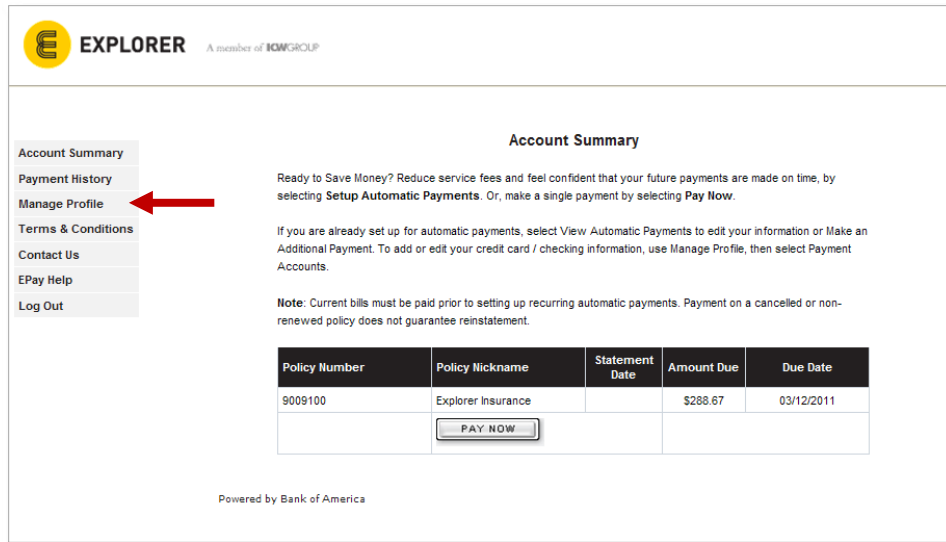 EXPLORER A member of ICWGROUP
Account Summary
Payment History
Manage Profile
Terms & Conditions
Contact Us
EPay Help
Log Out
Account Summary
Ready to Save Money? Reduce service fees and feel confident that your future payments are made on time, by
selecting Setup Automatic Payments. Or, make a single payment by selecting Pay Now.
If you are already set up for automatic payments, select View Automatic Payments to edit your information or Make an
Additional Payment. To add or edit your credit card / checking information, use Manage Profile, then select Payment
Accounts.
Note: Current bills must be paid prior to setting up recurring automatic payments. Payment on a cancelled or non-
renewed policy does not guarantee reinstatement.
Policy Number Policy Nickname Statement Date Amount Due Due Date
9009100 Explorer Insurance $288.67 03/12/2011
PAY NOW
Powered by Bank of America